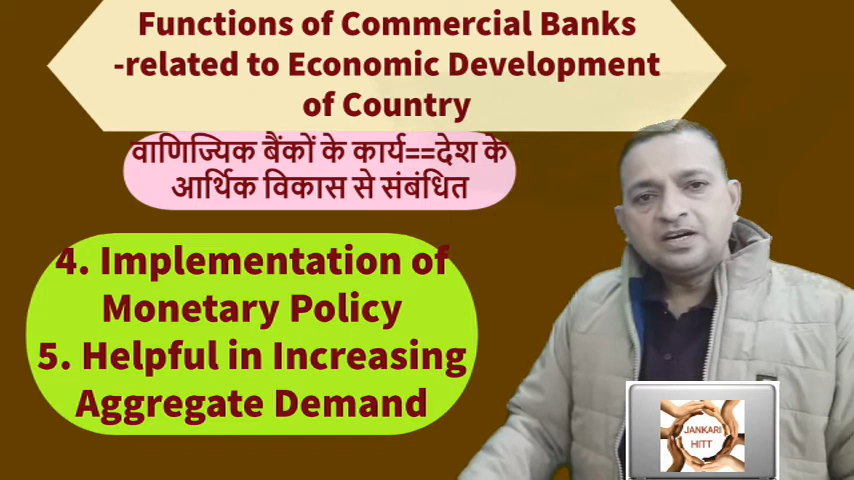 Functions of Commercial Banks
-related to Economic Development
of Country
वाणिज्यिक बैंकों के कार्य==देश के
आर्थिक विकास से संबंधित
4. Implementation of
Monetary Policy
5. Helpful in Increasing
Aggregate Demand
JANKARI
HITT